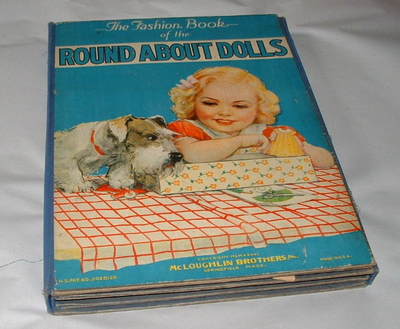 The Fashion Book
of the
ROUND ABOUT DOLLS
McLOUGHLIN BROTHERS
SPRINGFIELD MASS.